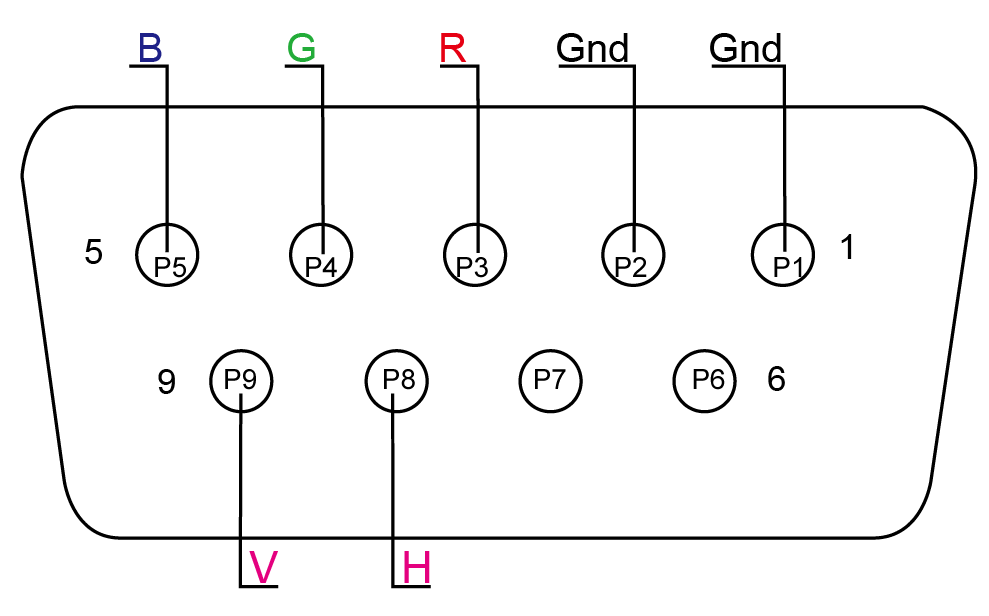 B G R Gnd Gnd
5 P5 P4 P3 P2 P1 1
9 P9 P8 P7 P6 6
V H